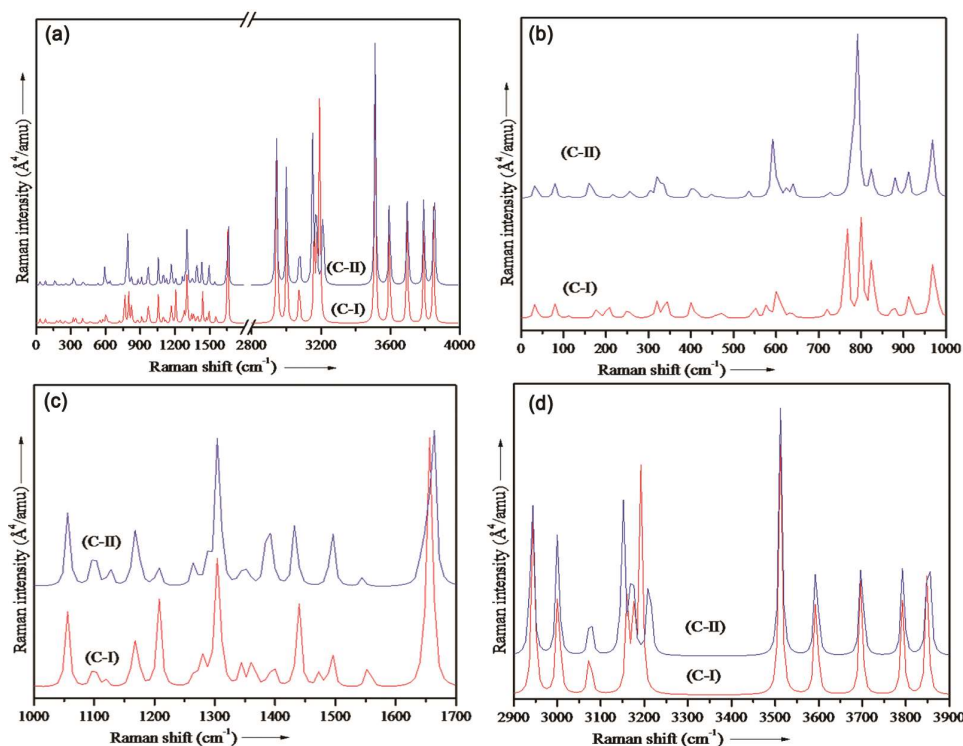 (a)
Raman intensity (Å⁴/amu)
(C-II)
(C-I)
0 300 600 900 1200 1500 2800 3200 3600 4000
Raman shift (cm⁻¹)
(b)
Raman intensity (Å⁴/amu)
(C-II)
(C-I)
0 100 200 300 400 500 600 700 800 900 1000
Raman shift (cm⁻¹)
(c)
Raman intensity (Å⁴/amu)
(C-II)
(C-I)
1000 1100 1200 1300 1400 1500 1600 1700
Raman shift (cm⁻¹)
(d)
Raman intensity (Å⁴/amu)
(C-II)
(C-I)
2900 3000 3100 3200 3300 3400 3500 3600 3700 3800 3900
Raman shift (cm⁻¹)